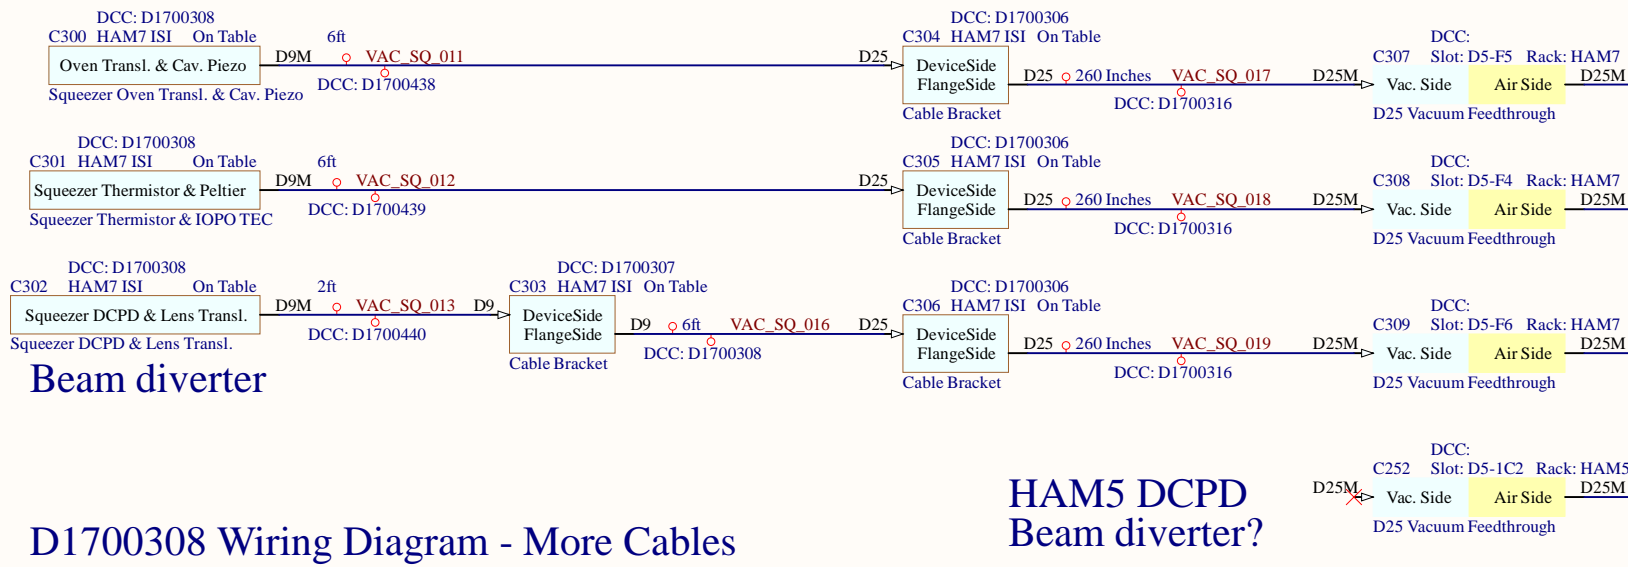 DCC: D1700308
C300 HAM7 ISI On Table
Oven Transl. & Cav. Piezo
Squeezer Oven Transl. & Cav. Piezo
D9M 6ft VAC_SQ_011 D25
DCC: D1700438
DCC: D1700306
C304 HAM7 ISI On Table
DeviceSide
FlangeSide
Cable Bracket
D25 260 Inches VAC_SQ_017 D25M
DCC: D1700316
DCC:
C307 Slot: D5-F5 Rack: HAM7
Vac. Side Air Side D25M
D25 Vacuum Feedthrough
DCC: D1700308
C301 HAM7 ISI On Table
Squeezer Thermistor & Peltier
Squeezer Thermistor & IOPO TEC
D9M 6ft VAC_SQ_012 D25
DCC: D1700439
DCC: D1700306
C305 HAM7 ISI On Table
DeviceSide
FlangeSide
Cable Bracket
D25 260 Inches VAC_SQ_018 D25M
DCC: D1700316
DCC:
C308 Slot: D5-F4 Rack: HAM7
Vac. Side Air Side D25M
D25 Vacuum Feedthrough
DCC: D1700308
C302 HAM7 ISI On Table
Squeezer DCPD & Lens Transl.
Squeezer DCPD & Lens Transl.
D9M 2ft VAC_SQ_013 D9
DCC: D1700440
DCC: D1700307
C303 HAM7 ISI On Table
DeviceSide
FlangeSide
Cable Bracket
D9 6ft VAC_SQ_016 D25
DCC: D1700308
DCC: D1700306
C306 HAM7 ISI On Table
DeviceSide
FlangeSide
Cable Bracket
D25 260 Inches VAC_SQ_019 D25M
DCC: D1700316
DCC:
C309 Slot: D5-F6 Rack: HAM7
Vac. Side Air Side D25M
D25 Vacuum Feedthrough
Beam diverter
HAM5 DCPD
Beam diverter?
DCC:
C252 Slot: D5-1C2 Rack: HAM5
D25M Vac. Side Air Side D25M
D25 Vacuum Feedthrough
D1700308 Wiring Diagram - More Cables